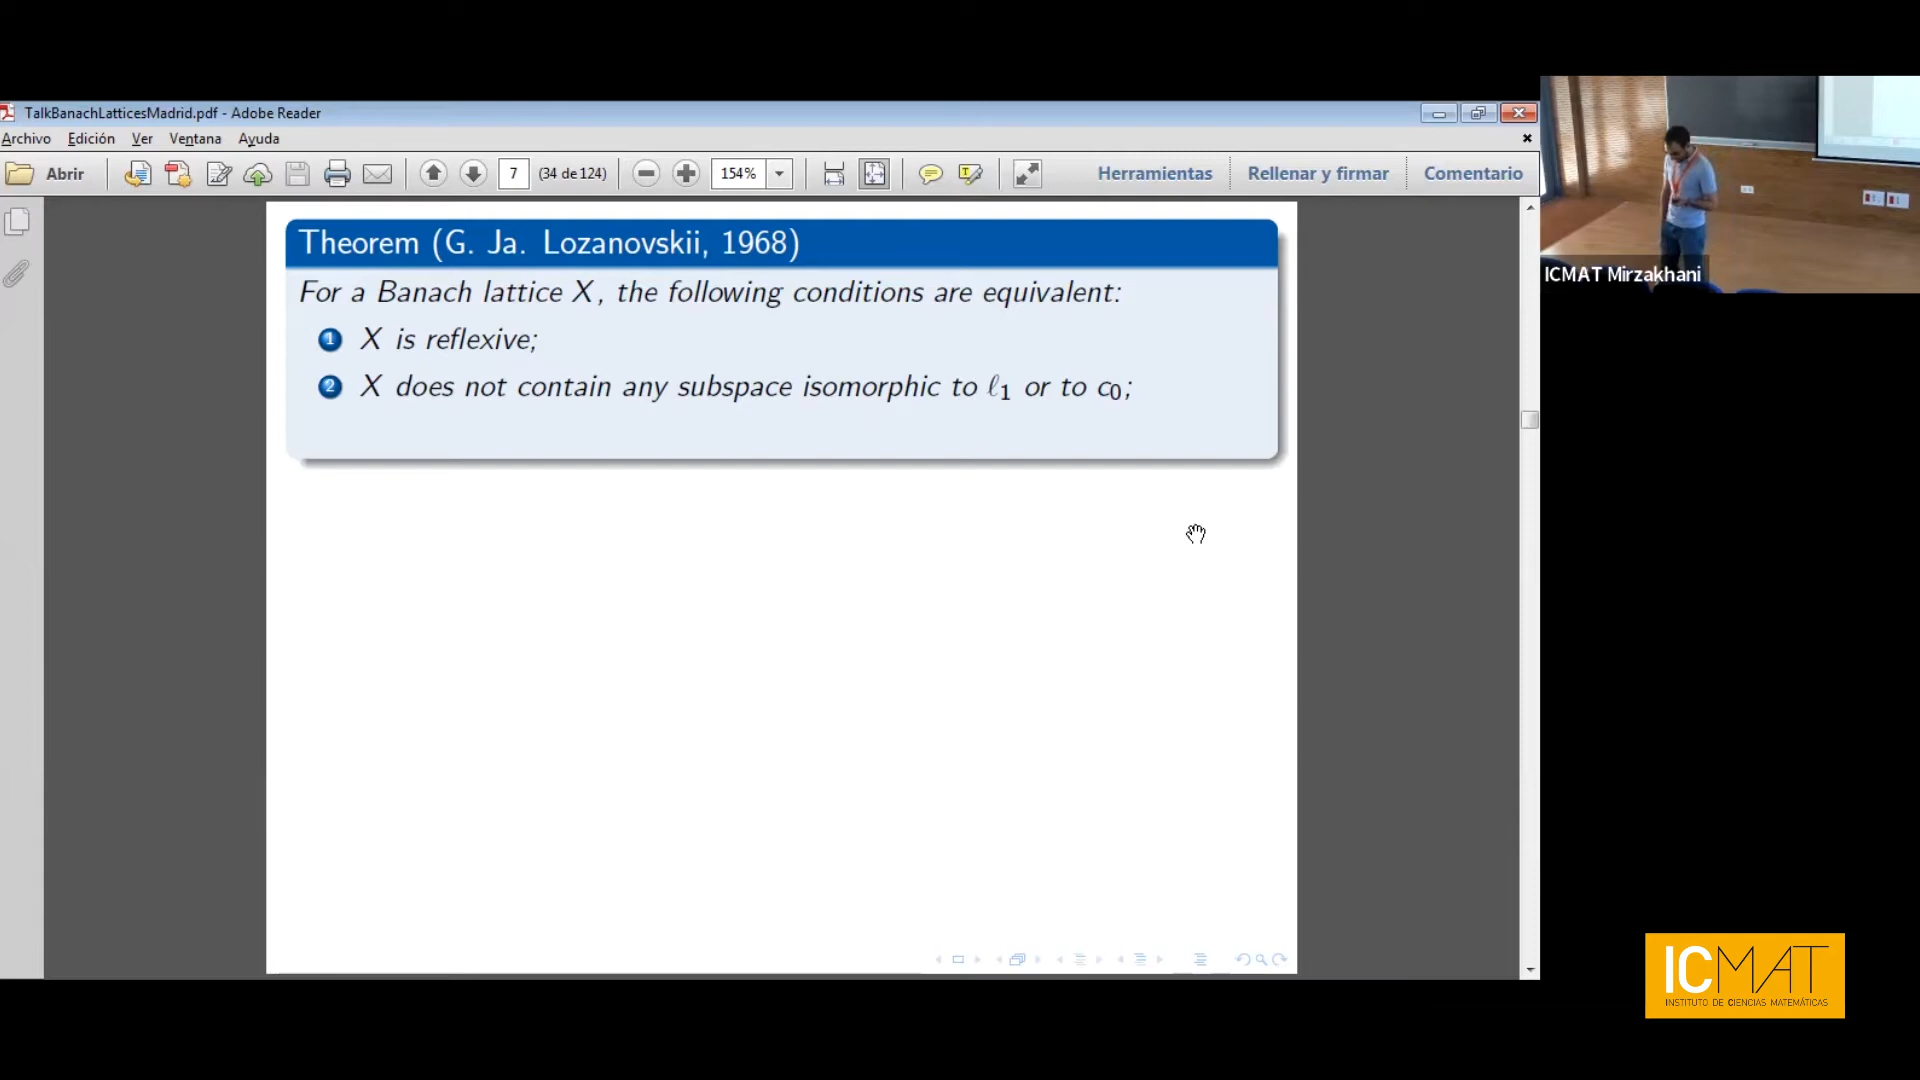 TalkBanachLatticesMadrid.pdf - Adobe Reader
Archivo Edición Ver Ventana Ayuda
Abrir 7 (34 de 124) 154% Herramientas Rellenar y firmar Comentario
Theorem (G. Ja. Lozanovskii, 1968)
For a Banach lattice X, the following conditions are equivalent:
1 X is reflexive;
2 X does not contain any subspace isomorphic to ℓ₁ or to c₀;
ICMAT Mirzakhani
ICMAT
INSTITUTO DE CIENCIAS MATEMÁTICAS